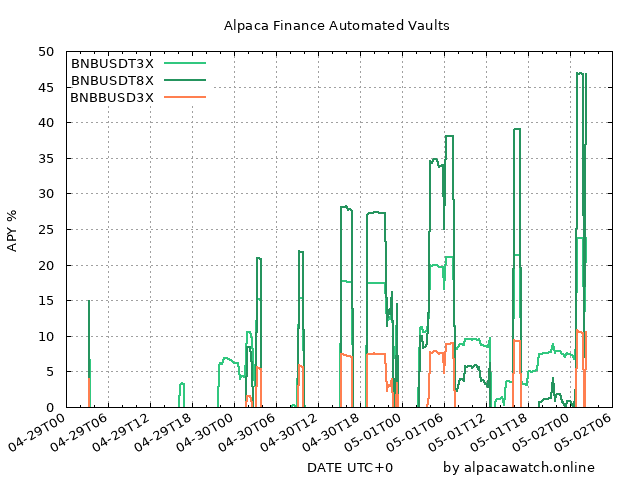 Alpaca Finance Automated Vaults
BNBUSDT3X
BNBUSDT8X
BNBBUSD3X
50
45
40
35
30
25
20
15
10
5
0
APY %
04-29T00
04-29T06
04-29T12
04-29T18
04-30T00
04-30T06
04-30T12
04-30T18
05-01T00
05-01T06
05-01T12
05-01T18
05-02T00
05-02T06
DATE UTC+0
by alpacawatch.online